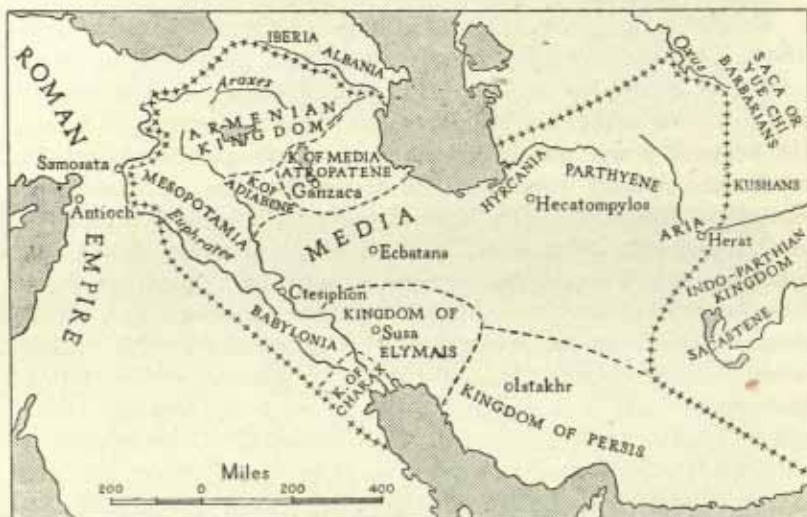 ROMAN
EMPIRE
IBERIA
ALBANIA
Araxes
ARMENIAN
KINGDOM
Samosata
Antioch
MESOPOTAMIA
Euphrates
K. OF
ADIABENE
K. OF MEDIA
ATROPATENE
Ganzaca
MEDIA
Ecbatana
Ctesiphon
BABYLONIA
KINGDOM OF
Susa
ELYMAIS
K. OF
CHARAX
Istakhr
KINGDOM OF PERSIS
HYRCANIA
PARTHYENE
Hecatompylos
Oxus
SACA OR
YUE CHI
BARBARIANS
KUSHANS
ARIA
Herat
INDO-PARTHIAN
KINGDOM
SACASTENE
Miles
200 0 200 400